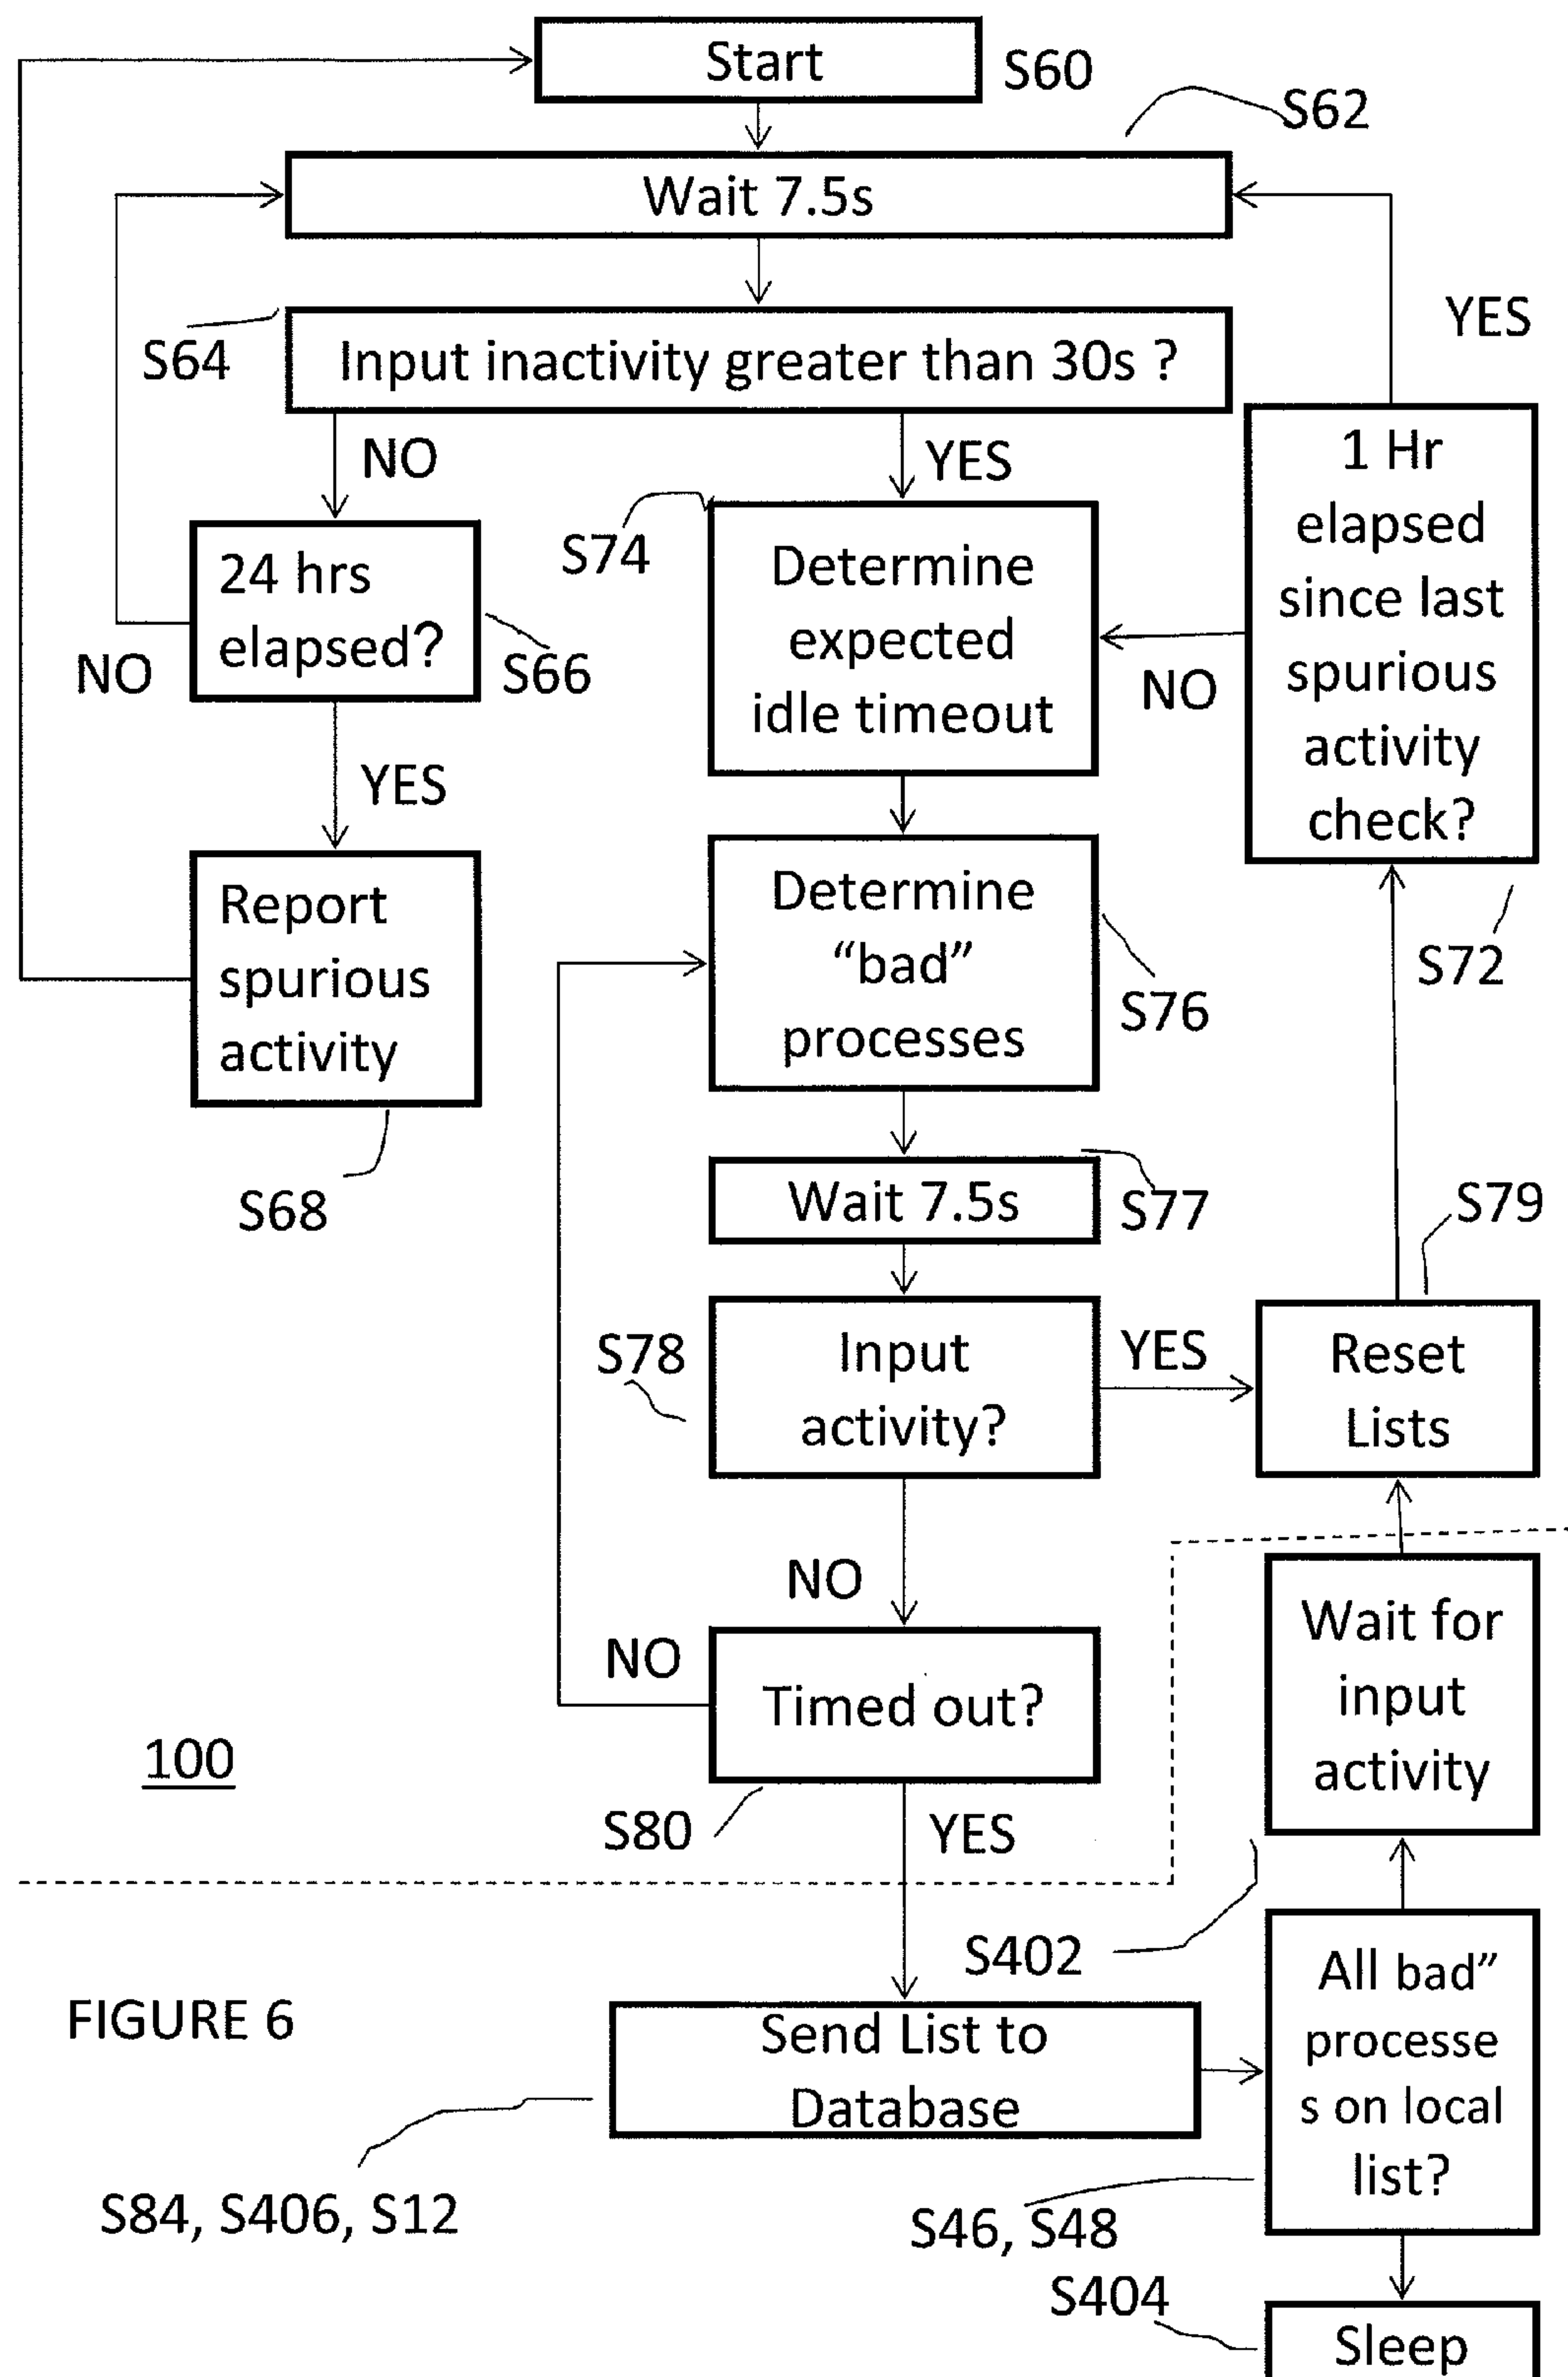 Start
S60
S62
Wait 7.5s
YES
S64
Input inactivity greater than 30s ?
NO
YES
1 Hr
elapsed
since last
spurious
activity
check?
S74
24 hrs
elapsed?
S66
NO
Determine
expected
idle timeout
NO
YES
S72
Report
spurious
activity
S68
Determine
“bad”
processes
S76
Wait 7.5s
S77
S79
S78
Input
activity?
YES
Reset
Lists
NO
NO
Timed out?
S80
YES
Wait for
input
activity
100
S402
FIGURE 6
Send List to
Database
All bad”
processe
s on local
list?
S84, S406, S12
S46, S48
S404
Sleep